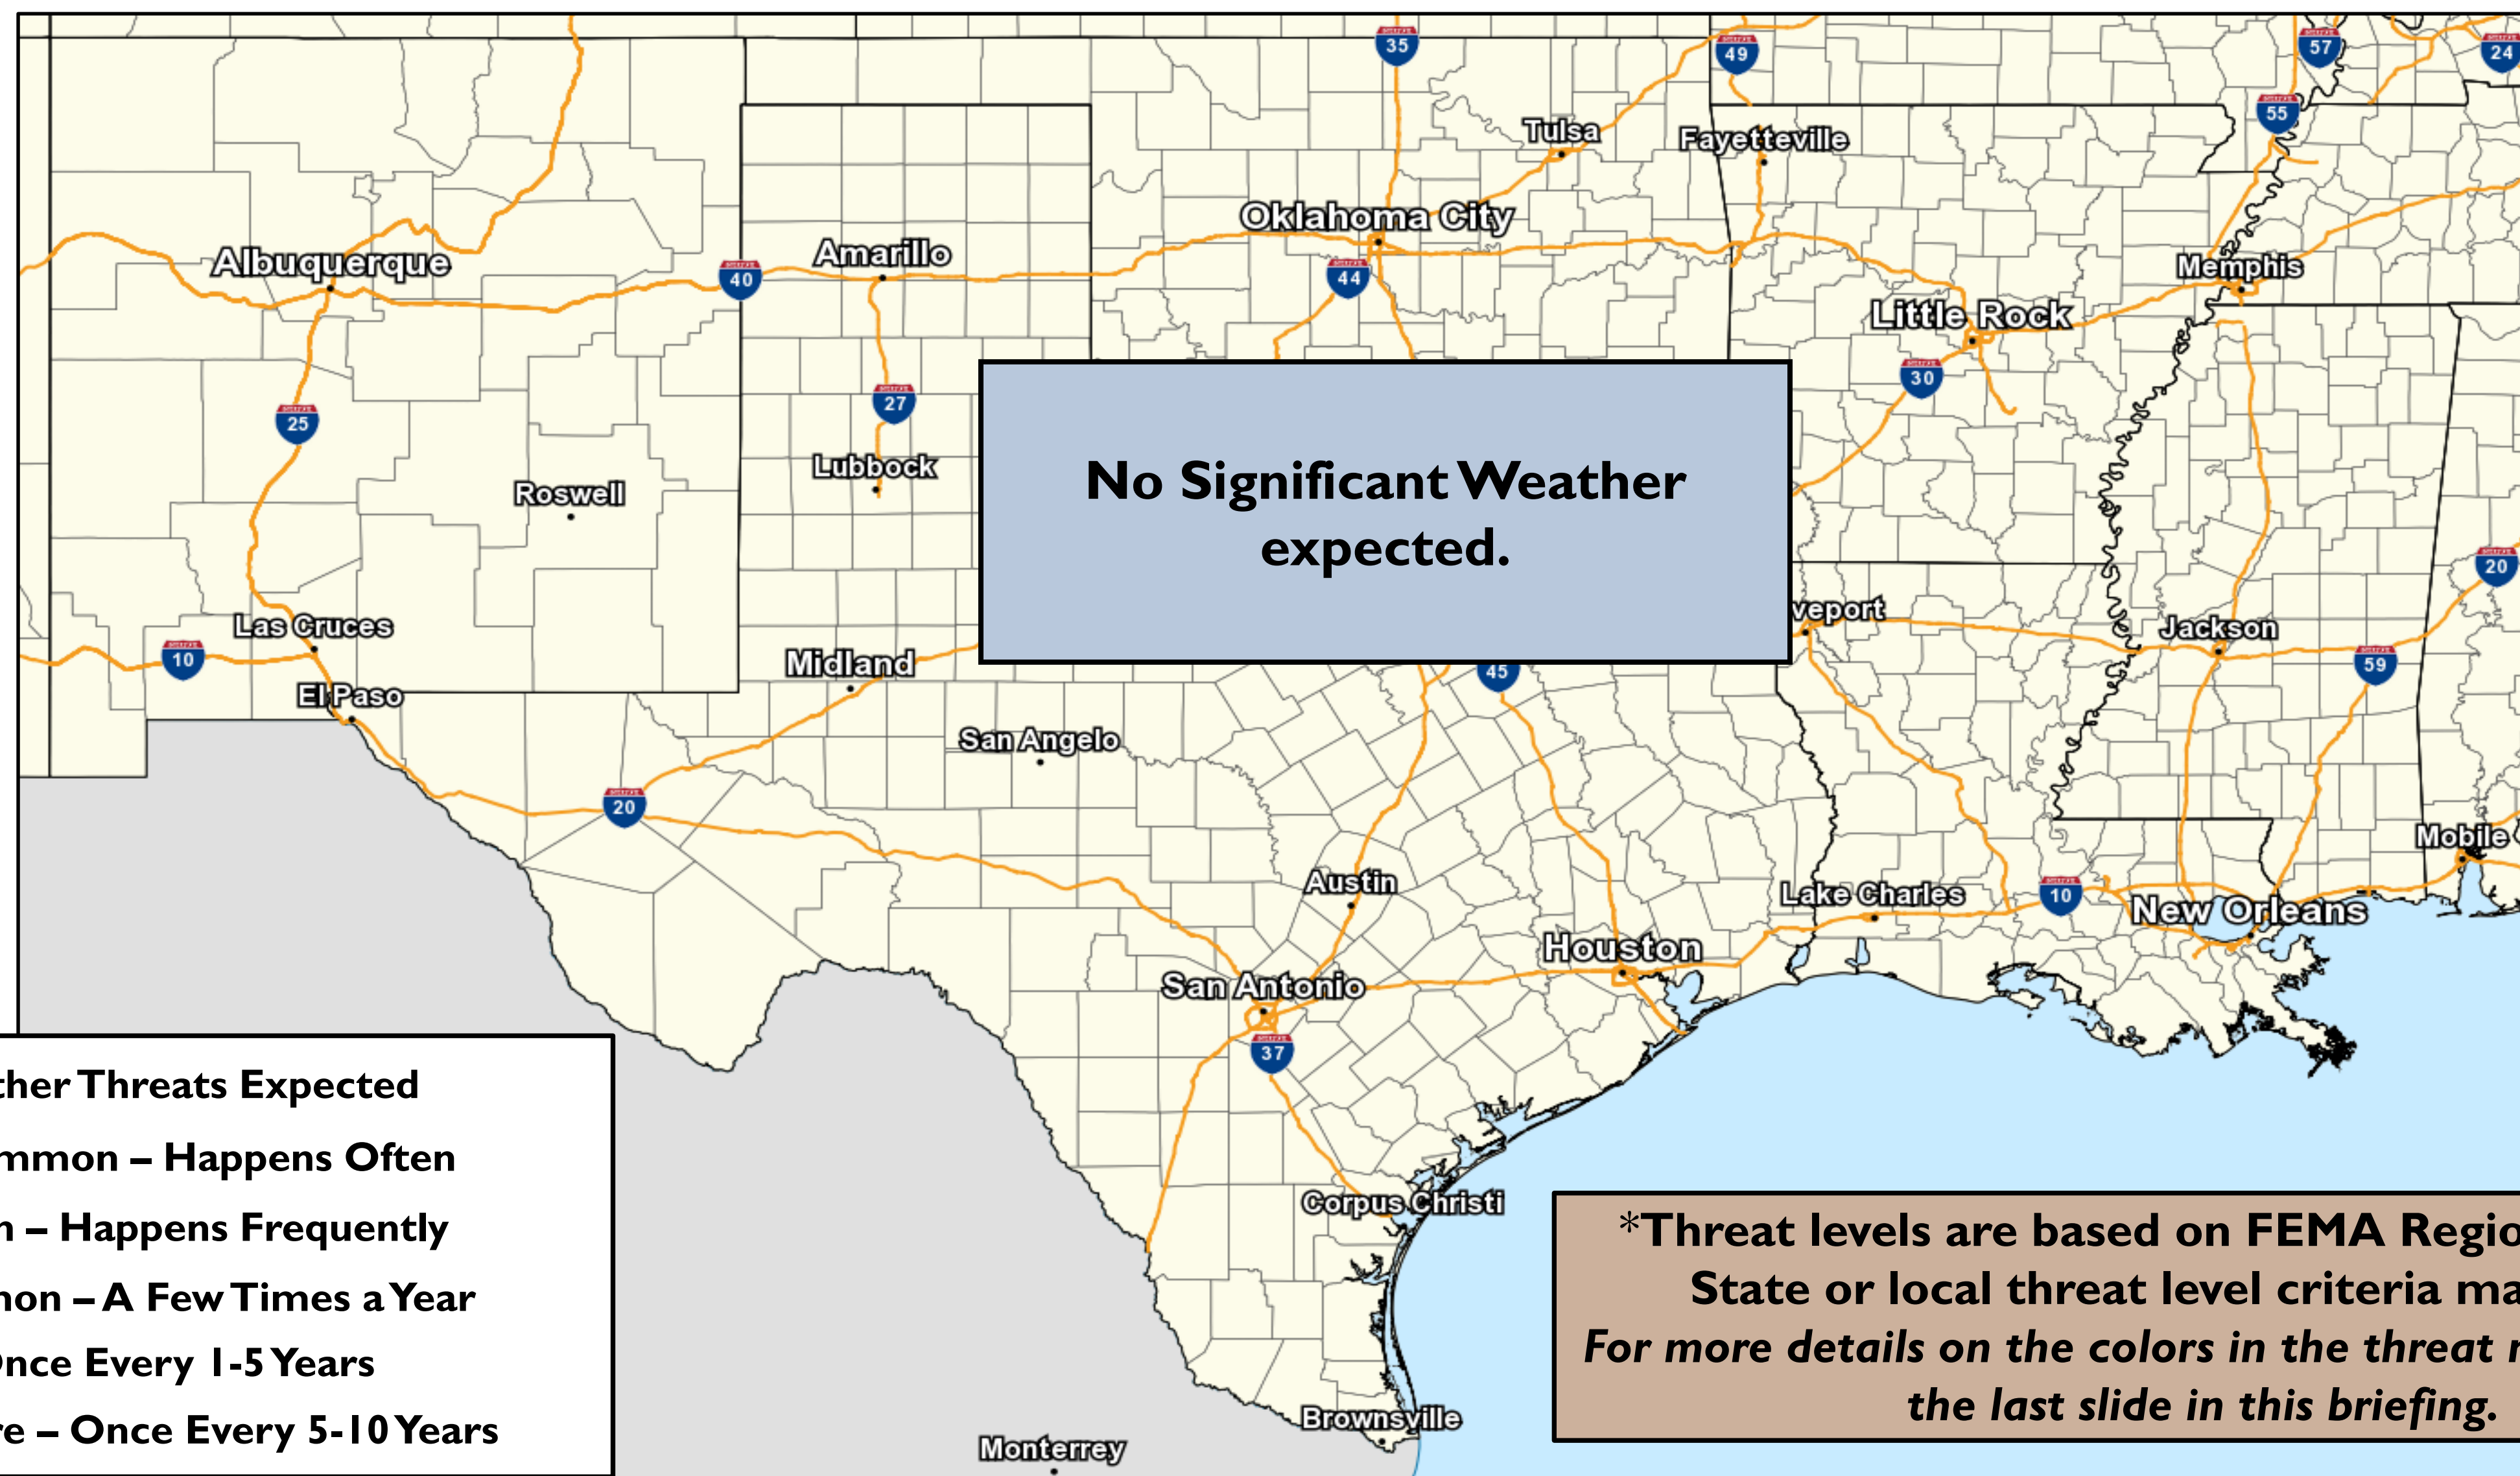 35
49
57
24
55
Tulsa
Fayetteville
Oklahoma City
Albuquerque
Amarillo
40
44
Memphis
Little Rock
30
27
25
Lubbock
Roswell
No Significant Weather
expected.
20
veport
Jackson
Las Cruces
10
Midland
45
59
El Paso
San Angelo
20
Mobile
Austin
Lake Charles
10
New Orleans
Houston
San Antonio
37
ther Threats Expected
mmon – Happens Often
n – Happens Frequently
non – A Few Times a Year
Once Every 1-5 Years
re – Once Every 5-10 Years
Corpus Christi
*Threat levels are based on FEMA Regio
State or local threat level criteria ma
For more details on the colors in the threat
the last slide in this briefing.
Brownsville
Monterrey